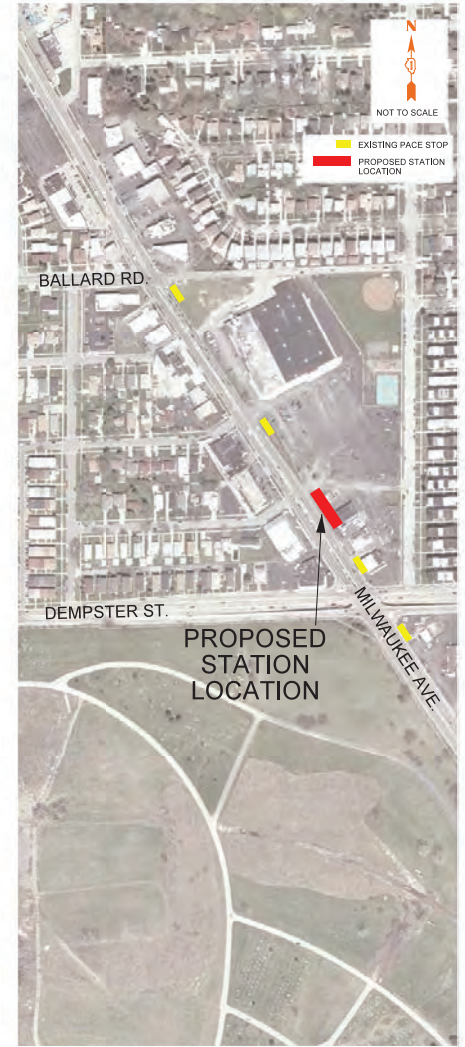 N
NOT TO SCALE
EXISTING PACE STOP
PROPOSED STATION
LOCATION
BALLARD RD.
DEMPSTER ST.
MILWAUKEE AVE.
PROPOSED
STATION
LOCATION